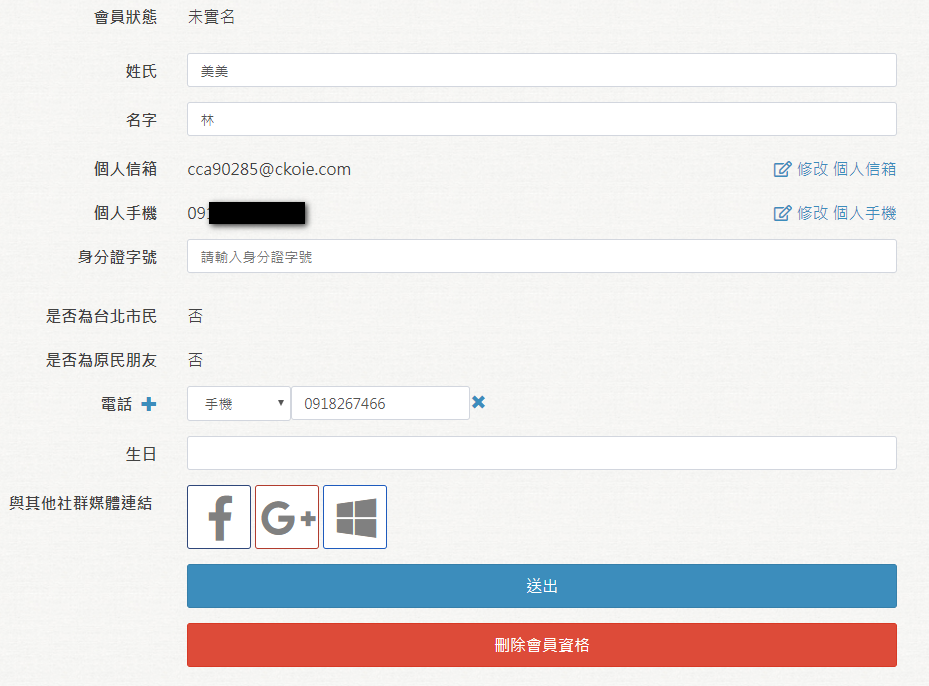 會員狀態 未實名
姓氏 美美
名字 林
個人信箱 cca90285@ckoie.com 修改 個人信箱
個人手機 修改 個人手機
身分證字號 請輸入身分證字號
是否為台北市民 否
是否為原民朋友 否
電話 手機 0918267466
生日
與其他社群媒體連結
G+
送出
刪除會員資格